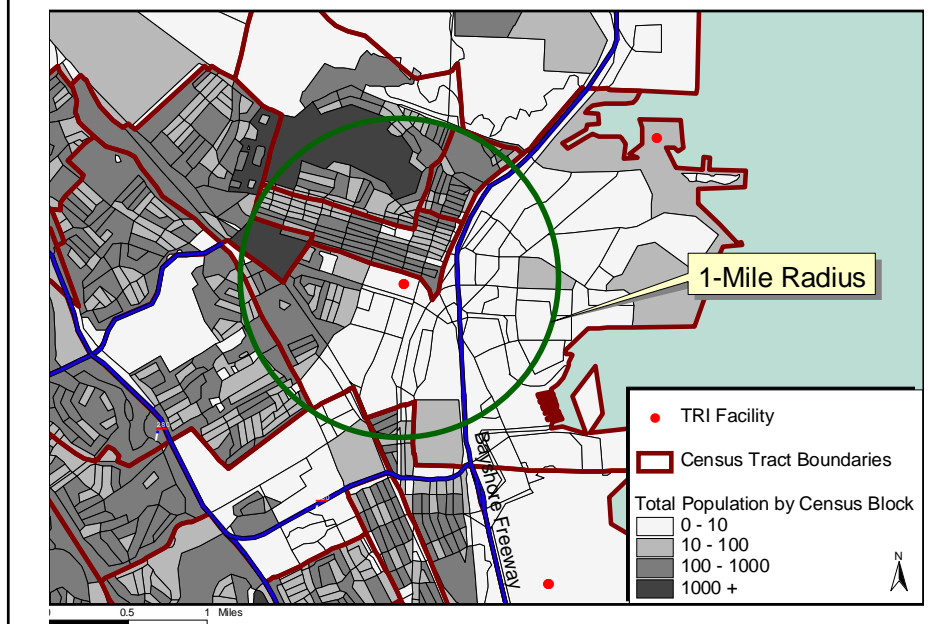 1-Mile Radius
280
Bayshore Freeway
TRI Facility
Census Tract Boundaries
Total Population by Census Block
0 - 10
10 - 100
100 - 1000
1000 +
N
0.5 1 Miles